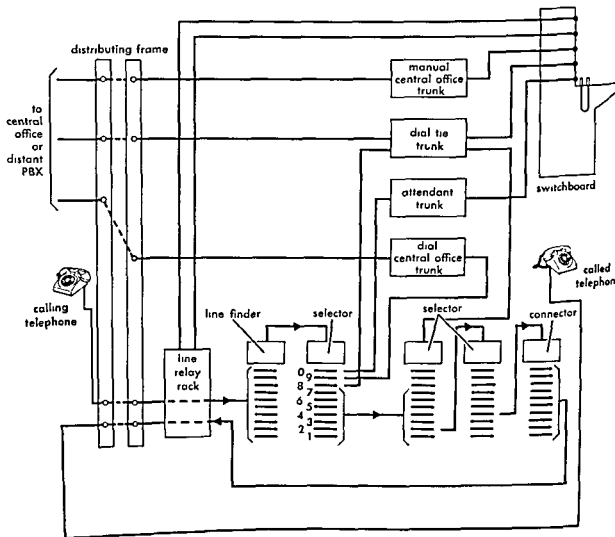 distributing frame
manual
central office
trunk
to
central
office
or
distant
PBX
dial tie
trunk
switchboard
attendant
trunk
dial
central office
trunk
called
telephone
calling
telephone
line finder
selector
selector
connector
line
relay
rack
0
9
8
7
6
5
4
3
2
1